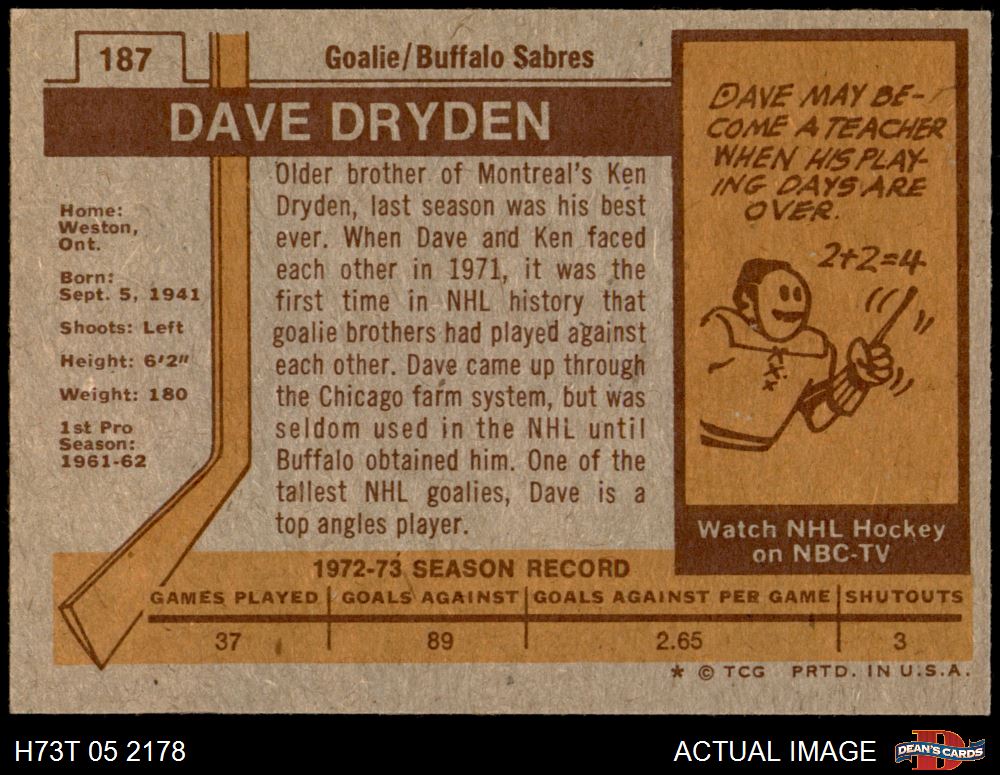 187
Goalie/Buffalo Sabres
DAVE DRYDEN
Home:
Weston,
Ont.
Born:
Sept. 5, 1941
Shoots: Left
Height: 6'2"
Weight: 180
1st Pro
Season:
1961-62
Older brother of Montreal's Ken
Dryden, last season was his best
ever. When Dave and Ken faced
each other in 1971, it was the
first time in NHL history that
goalie brothers had played against
each other. Dave came up through
the Chicago farm system, but was
seldom used in the NHL until
Buffalo obtained him. One of the
tallest NHL goalies, Dave is a
top angles player.
DAVE MAY BE-
COME A TEACHER
WHEN HIS PLAY-
ING DAYS ARE
OVER.
2+2=4
Watch NHL Hockey
on NBC-TV
1972-73 SEASON RECORD
GAMES PLAYED GOALS AGAINST GOALS AGAINST PER GAME SHUTOUTS
37 89 2.65 3
* © TCG PRTD. IN U.S.A.
H73T 05 2178
ACTUAL IMAGE
DEAN'S CARDS